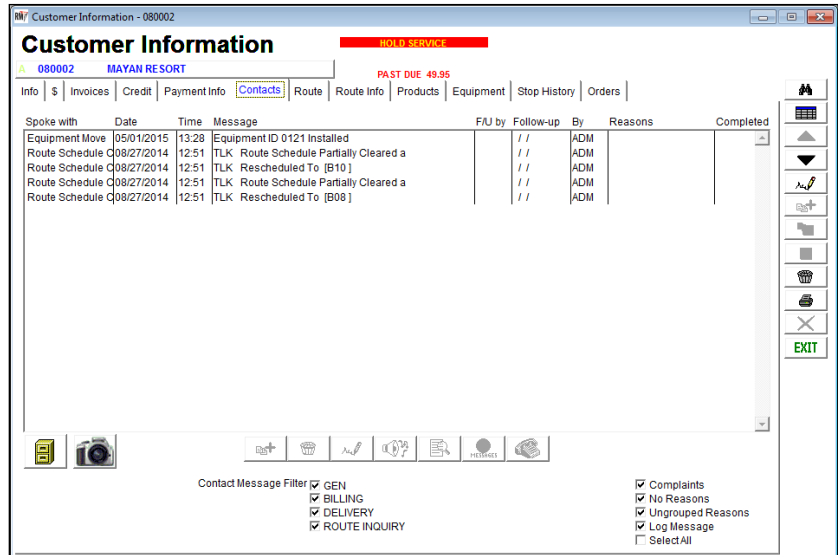 Customer Information - 080002
Customer Information
HOLD SERVICE
A 080002 MAYAN RESORT
PAST DUE 49.95
Info $ Invoices Credit Payment Info Contacts Route Route Info Products Equipment Stop History Orders
Spoke with Date Time Message F/U by Follow-up By Reasons Completed
Equipment Move 05/01/2015 13:28 Equipment ID 0121 Installed / / ADM
Route Schedule C 08/27/2014 12:51 TLK Route Schedule Partially Cleared a / / ADM
Route Schedule C 08/27/2014 12:51 TLK Rescheduled To [B10 ] / / ADM
Route Schedule C 08/27/2014 12:51 TLK Route Schedule Partially Cleared a / / ADM
Route Schedule C 08/27/2014 12:51 TLK Rescheduled To [B08 ] / / ADM
EXIT
MESSAGES
Contact Message Filter GEN Complaints
BILLING No Reasons
DELIVERY Ungrouped Reasons
ROUTE INQUIRY Log Message
Select All